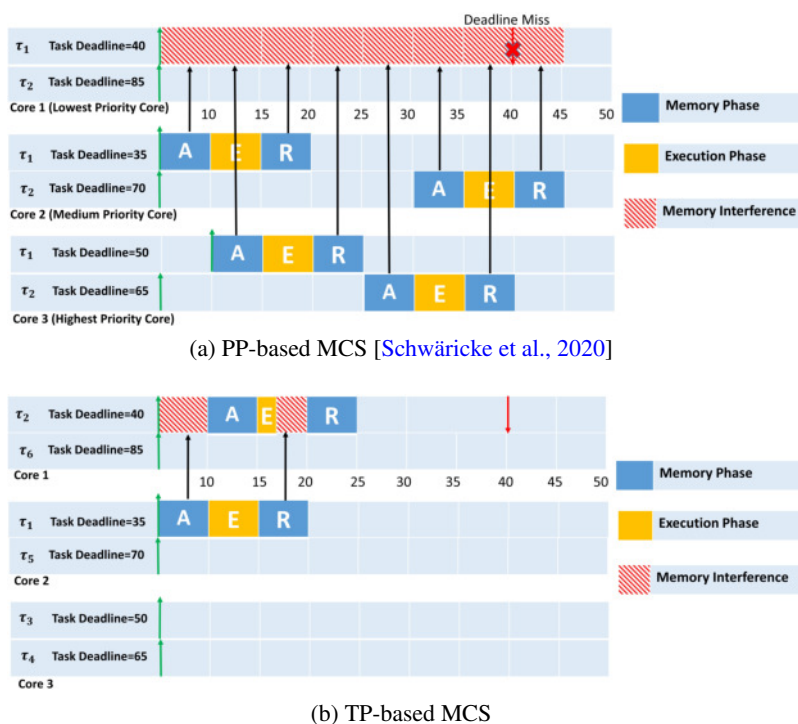 Deadline Miss
τ1 Task Deadline=40
τ2 Task Deadline=85
Core 1 (Lowest Priority Core)
10 15 20 25 30 35 40 45 50
τ1 Task Deadline=35 A E R
τ2 Task Deadline=70 A E R
Core 2 (Medium Priority Core)
τ1 Task Deadline=50 A E R
τ2 Task Deadline=65 A E R
Core 3 (Highest Priority Core)
Memory Phase
Execution Phase
Memory Interference
(a) PP-based MCS [Schwäricke et al., 2020]
τ2 Task Deadline=40 A E R
τ6 Task Deadline=85
Core 1
10 15 20 25 30 35 40 45 50
τ1 Task Deadline=35 A E R
τ5 Task Deadline=70
Core 2
τ3 Task Deadline=50
τ4 Task Deadline=65
Core 3
Memory Phase
Execution Phase
Memory Interference
(b) TP-based MCS